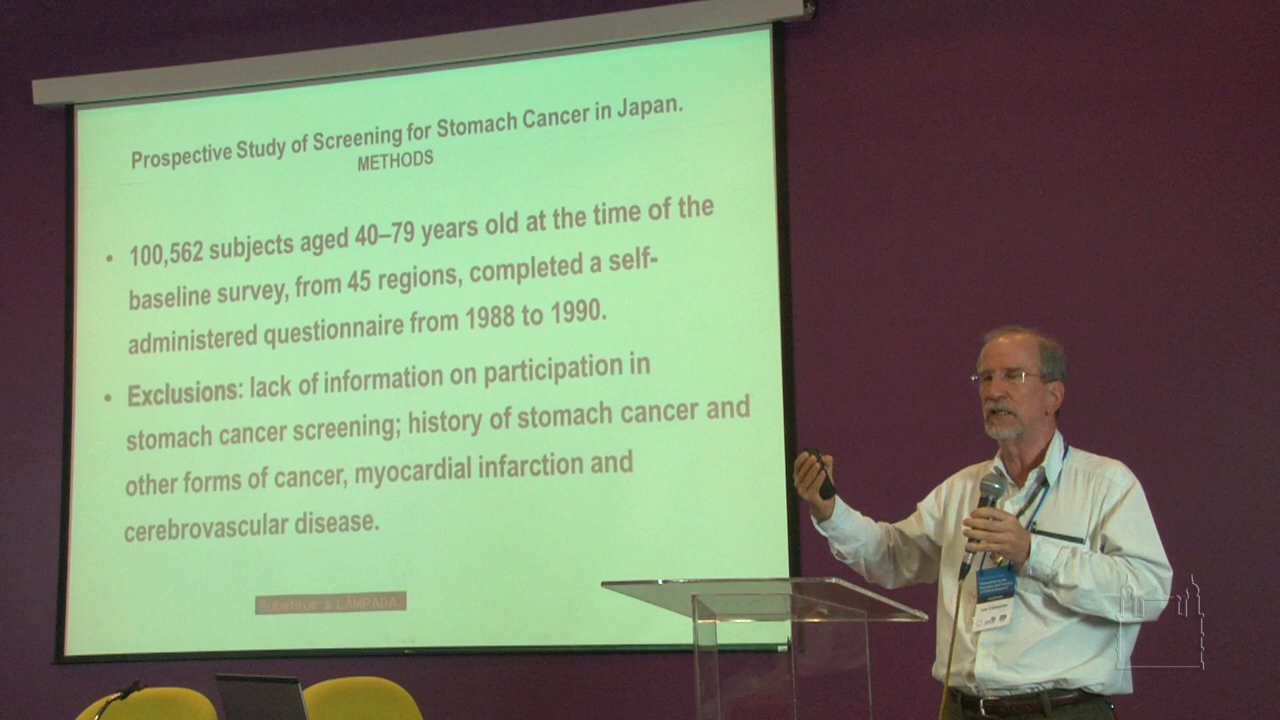 Prospective Study of Screening for Stomach Cancer in Japan.
METHODS
• 100,562 subjects aged 40–79 years old at the time of the
baseline survey, from 45 regions, completed a self-
administered questionnaire from 1988 to 1990.
• Exclusions: lack of information on participation in
stomach cancer screening; history of stomach cancer and
other forms of cancer, myocardial infarction and
cerebrovascular disease.
Substituir a LÂMPADA.